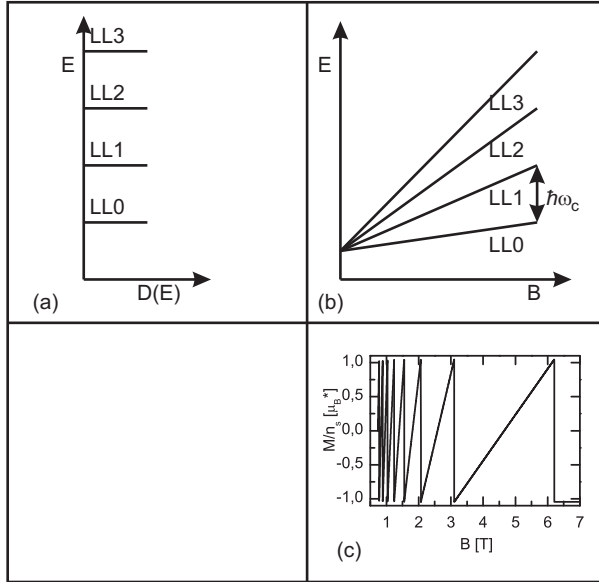 LL3
E
LL2
LL1
LL0
(a)
D(E)
E
LL3
LL2
LL1
ħω_c
LL0
(b)
B
M/n_s [μ_B*]
1,0
0,5
0,0
-0,5
-1,0
1 2 3 4 5 6 7
(c)
B [T]